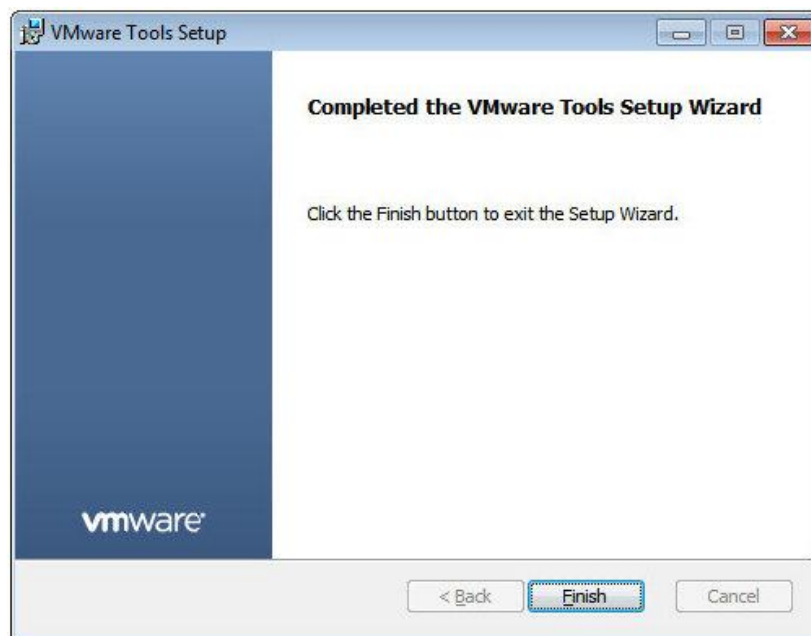 VMware Tools Setup
Completed the VMware Tools Setup Wizard
Click the Finish button to exit the Setup Wizard.
vmware
< Back Finish Cancel